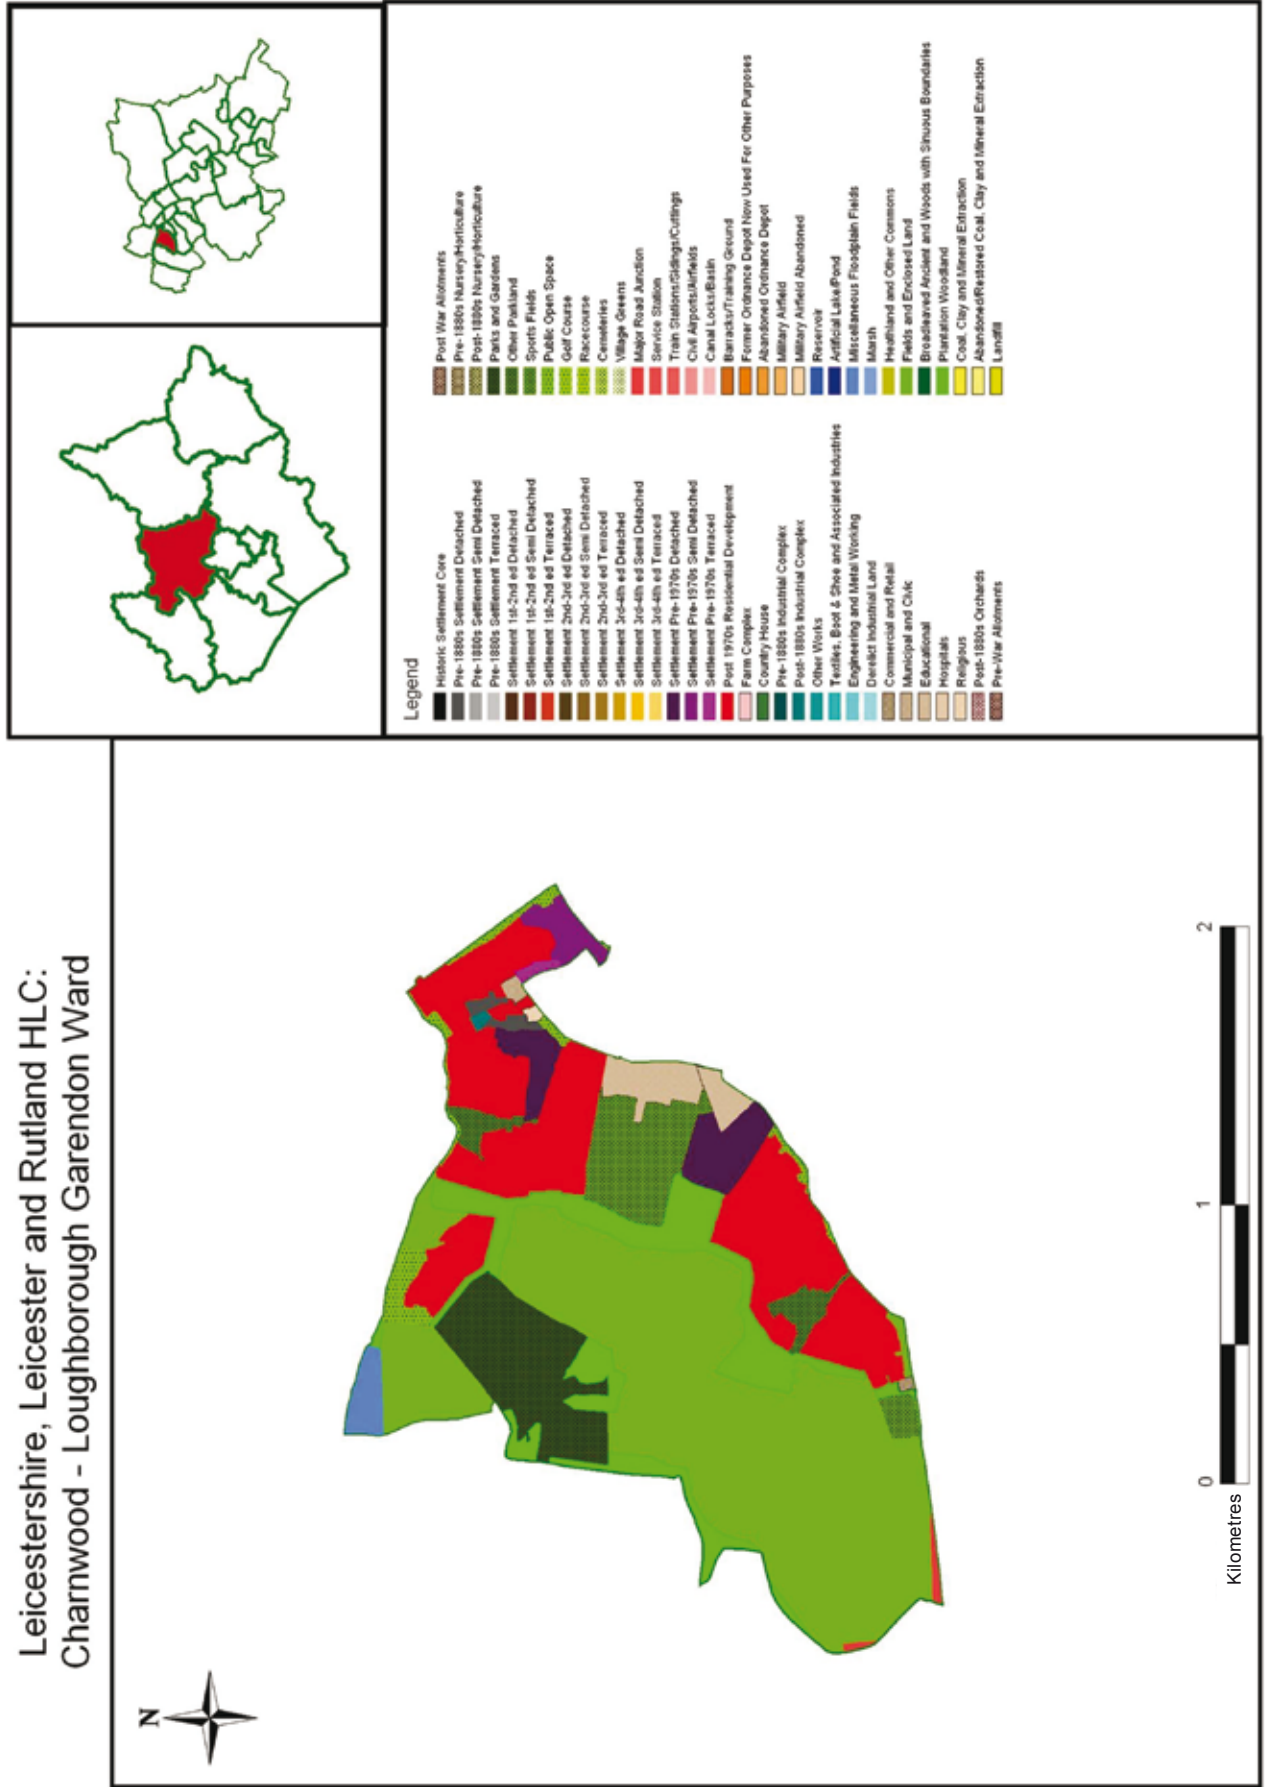 Leicestershire, Leicester and Rutland HLC:
Charnwood - Loughborough Garendon Ward
N
Kilometres
0
1
2
Legend
Historic Settlement Core
Pre-1880s Settlement Detached
Pre-1880s Settlement Semi Detached
Pre-1880s Settlement Terraced
Settlement 1st-2nd ed Detached
Settlement 1st-2nd ed Semi Detached
Settlement 1st-2nd ed Terraced
Settlement 2nd-3rd ed Detached
Settlement 2nd-3rd ed Semi Detached
Settlement 2nd-3rd ed Terraced
Settlement 3rd-4th ed Detached
Settlement 3rd-4th ed Semi Detached
Settlement 3rd-4th ed Terraced
Settlement Pre-1970s Detached
Settlement Pre-1970s Semi Detached
Settlement Pre-1970s Terraced
Post 1970s Residential Development
Farm Complex
Country House
Pre-1880s Industrial Complex
Post-1880s Industrial Complex
Other Works
Textiles, Boot & Shoe and Associated Industries
Engineering and Metal Working
Derelict Industrial Land
Commercial and Retail
Municipal and Civic
Educational
Hospitals
Religious
Post-1880s Orchards
Pre-War Allotments
Post War Allotments
Pre-1880s Nursery/Horticulture
Post-1880s Nursery/Horticulture
Parks and Gardens
Other Parkland
Sports Fields
Public Open Space
Golf Course
Racecourse
Cemeteries
Village Greens
Major Road Junction
Service Station
Train Stations/Sidings/Cuttings
Civil Airports/Airfields
Canal Locks/Basin
Barracks/Training Ground
Former Ordnance Depot Now Used For Other Purposes
Abandoned Ordinance Depot
Military Airfield
Military Airfield Abandoned
Reservoir
Artificial Lake/Pond
Miscellaneous Floodplain Fields
Marsh
Heathland and Other Commons
Fields and Enclosed Land
Broadleaved Ancient and Woods with Sinuous Boundaries
Plantation Woodland
Coal, Clay and Mineral Extraction
Abandoned/Restored Coal, Clay and Mineral Extraction
Landfill